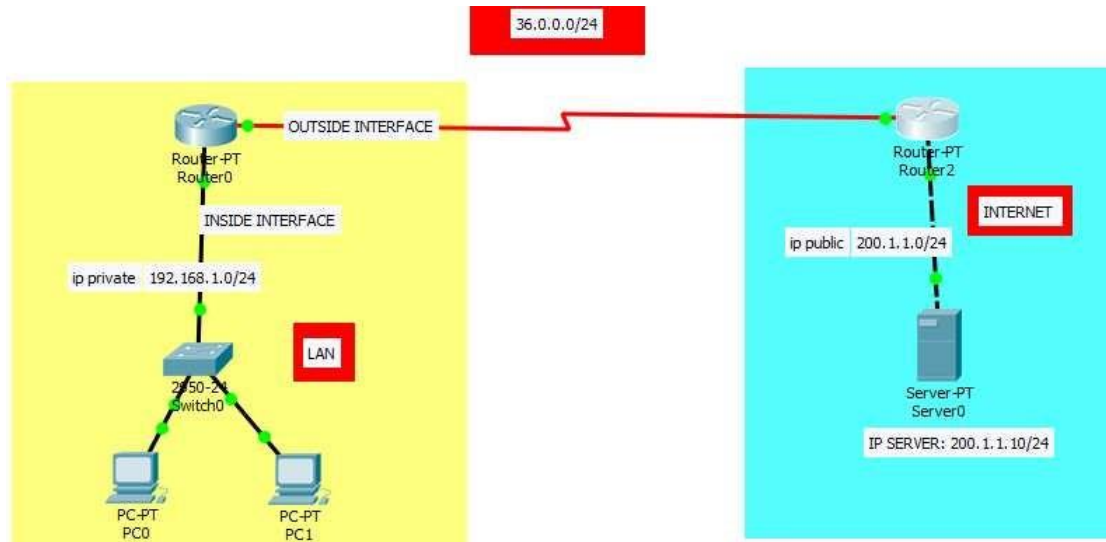 36.0.0.0/24
OUTSIDE INTERFACE
Router-PT
Router0
Router-PT
Router2
INSIDE INTERFACE
INTERNET
ip public 200.1.1.0/24
ip private 192.168.1.0/24
LAN
2950-24
Switch0
Server-PT
Server0
IP SERVER: 200.1.1.10/24
PC-PT
PC0
PC-PT
PC1